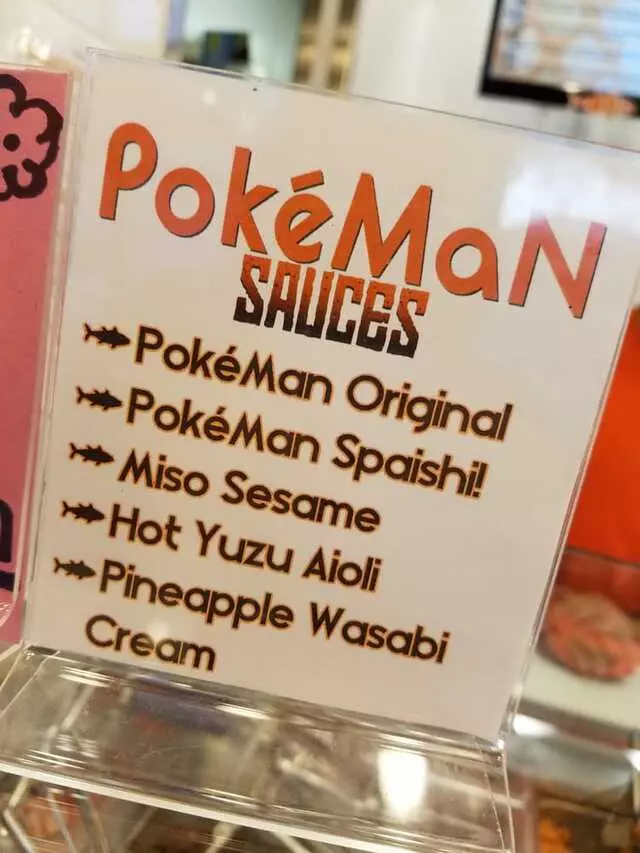 PokéMaN
SAUCES
PokéMan Original
PokéMan Spaishi!
Miso Sesame
Hot Yuzu Aioli
Pineapple Wasabi
Cream